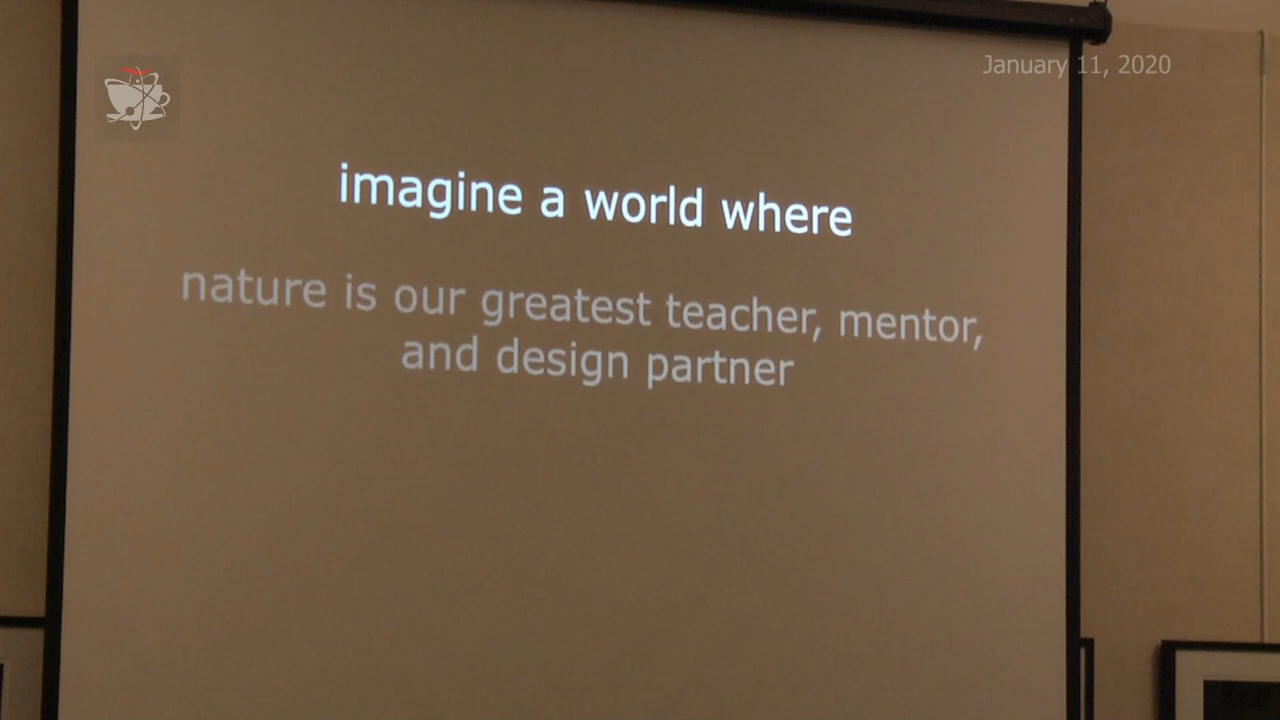 January 11, 2020
imagine a world where
nature is our greatest teacher, mentor,
and design partner